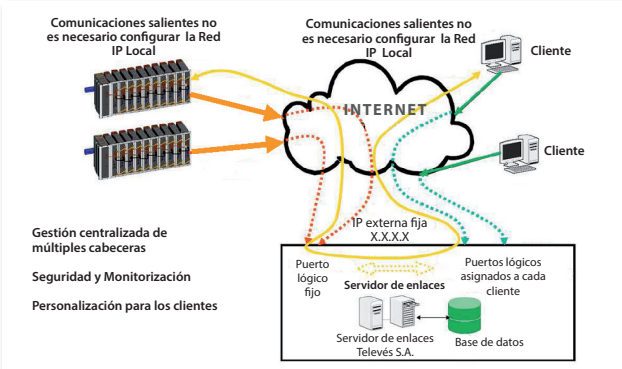 Comunicaciones salientes no
es necesario configurar la Red
IP Local
Comunicaciones salientes no
es necesario configurar la Red
IP Local
Cliente
INTERNET
Cliente
Gestión centralizada de
múltiples cabeceras
Seguridad y Monitorización
Personalización para los clientes
IP externa fija
X.X.X.X
Puerto
lógico
fijo
Servidor de enlaces
Puertos lógicos
asignados a cada
cliente
Servidor de enlaces
Televés S.A.
Base de datos